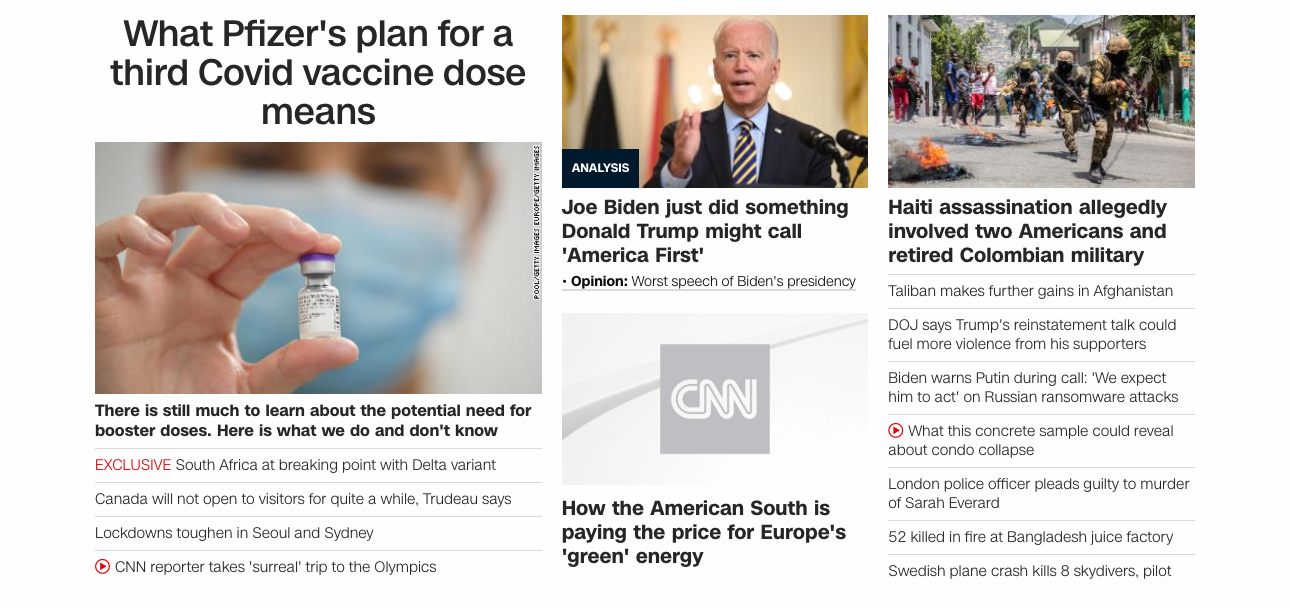 What Pfizer's plan for a
third Covid vaccine dose
means
POOL/GETTY IMAGES EUROPE/GETTY IMAGES
There is still much to learn about the potential need for
booster doses. Here is what we do and don't know
EXCLUSIVE South Africa at breaking point with Delta variant
Canada will not open to visitors for quite a while, Trudeau says
Lockdowns toughen in Seoul and Sydney
CNN reporter takes 'surreal' trip to the Olympics
ANALYSIS
Joe Biden just did something
Donald Trump might call
'America First'
• Opinion: Worst speech of Biden's presidency
CNN
How the American South is
paying the price for Europe's
'green' energy
Haiti assassination allegedly
involved two Americans and
retired Colombian military
Taliban makes further gains in Afghanistan
DOJ says Trump's reinstatement talk could
fuel more violence from his supporters
Biden warns Putin during call: 'We expect
him to act' on Russian ransomware attacks
What this concrete sample could reveal
about condo collapse
London police officer pleads guilty to murder
of Sarah Everard
52 killed in fire at Bangladesh juice factory
Swedish plane crash kills 8 skydivers, pilot